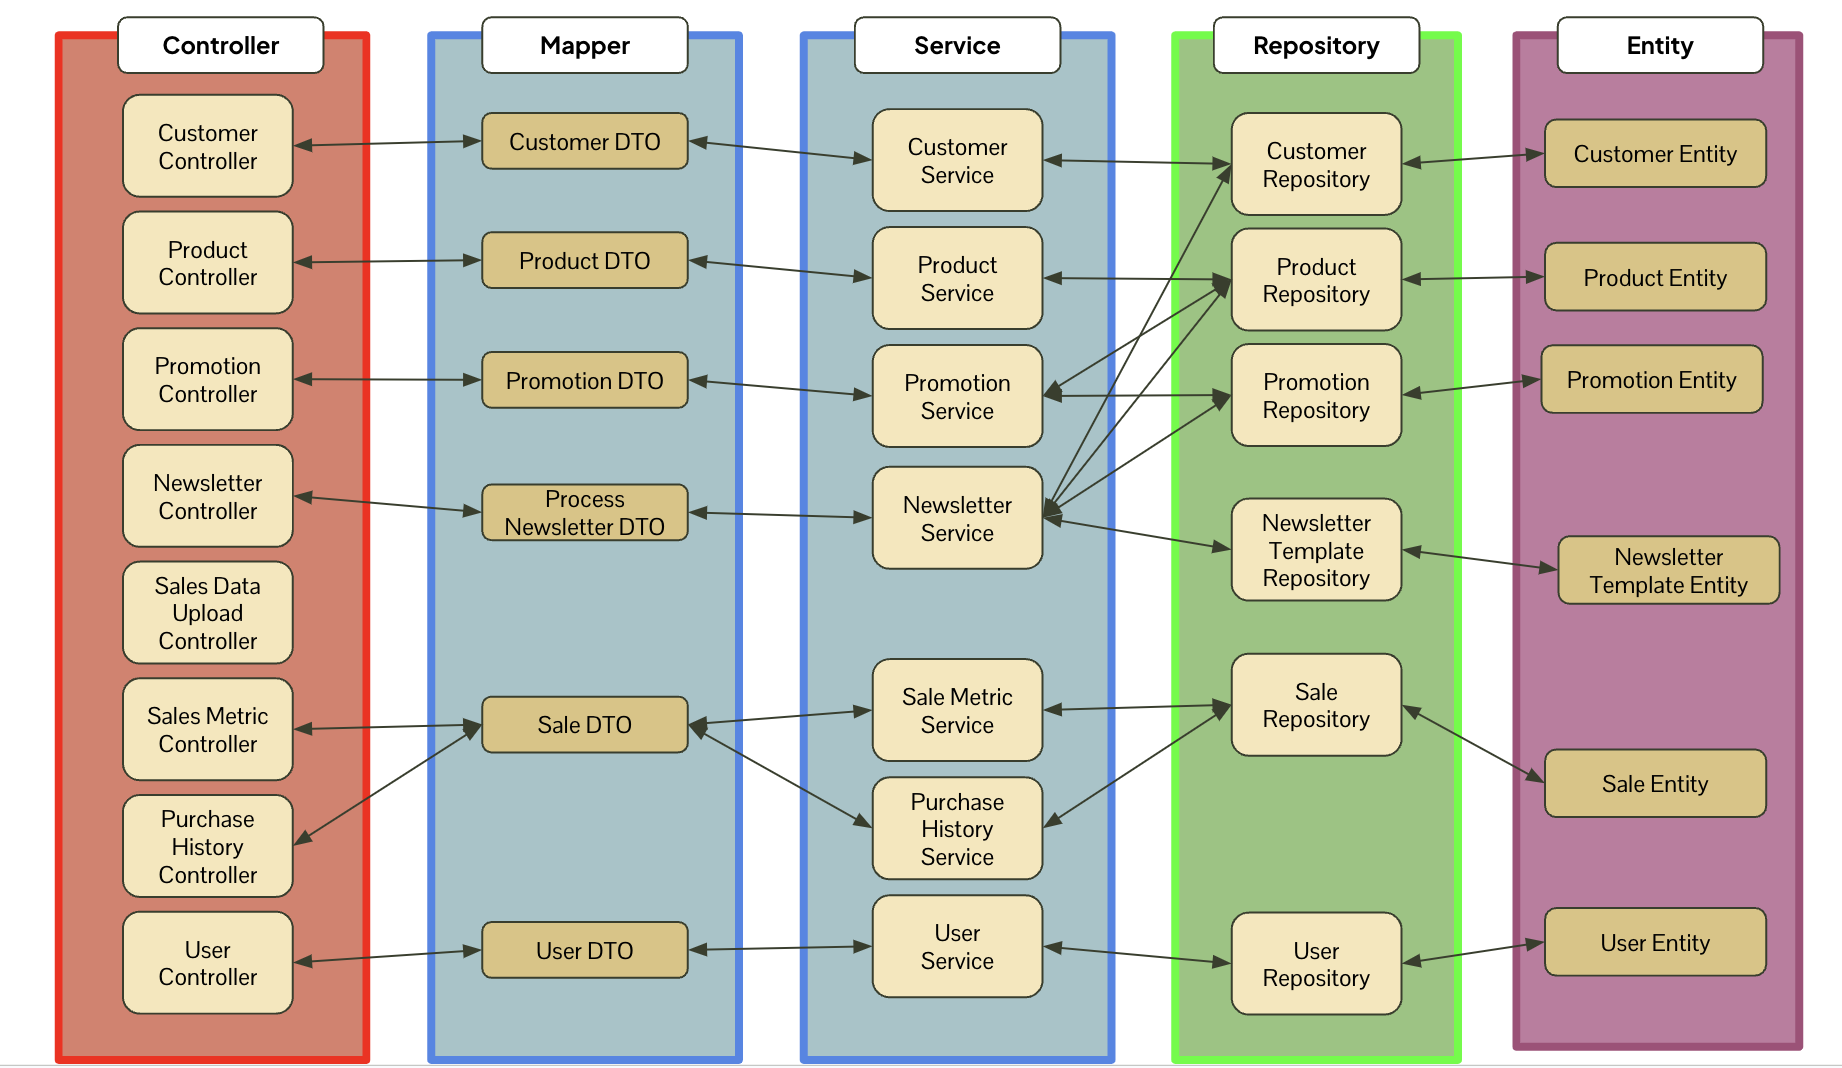 Controller
Customer
Controller
Product
Controller
Promotion
Controller
Newsletter
Controller
Sales Data
Upload
Controller
Sales Metric
Controller
Purchase
History
Controller
User
Controller
Mapper
Customer DTO
Product DTO
Promotion DTO
Process
Newsletter DTO
Sale DTO
User DTO
Service
Customer
Service
Product
Service
Promotion
Service
Newsletter
Service
Sale Metric
Service
Purchase
History
Service
User
Service
Repository
Customer
Repository
Product
Repository
Promotion
Repository
Newsletter
Template
Repository
Sale
Repository
User
Repository
Entity
Customer Entity
Product Entity
Promotion Entity
Newsletter
Template Entity
Sale Entity
User Entity